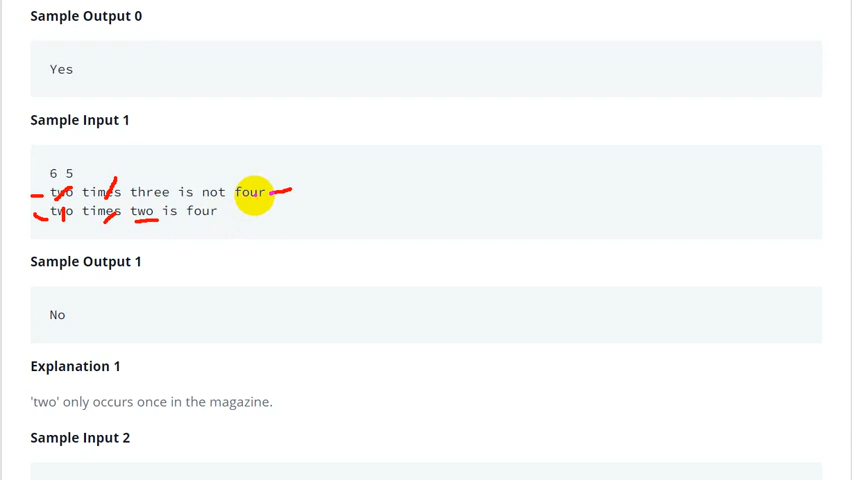 Sample Output 0
Yes
Sample Input 1
6 5
two times three is not four
two times two is four
Sample Output 1
No
Explanation 1
'two' only occurs once in the magazine.
Sample Input 2